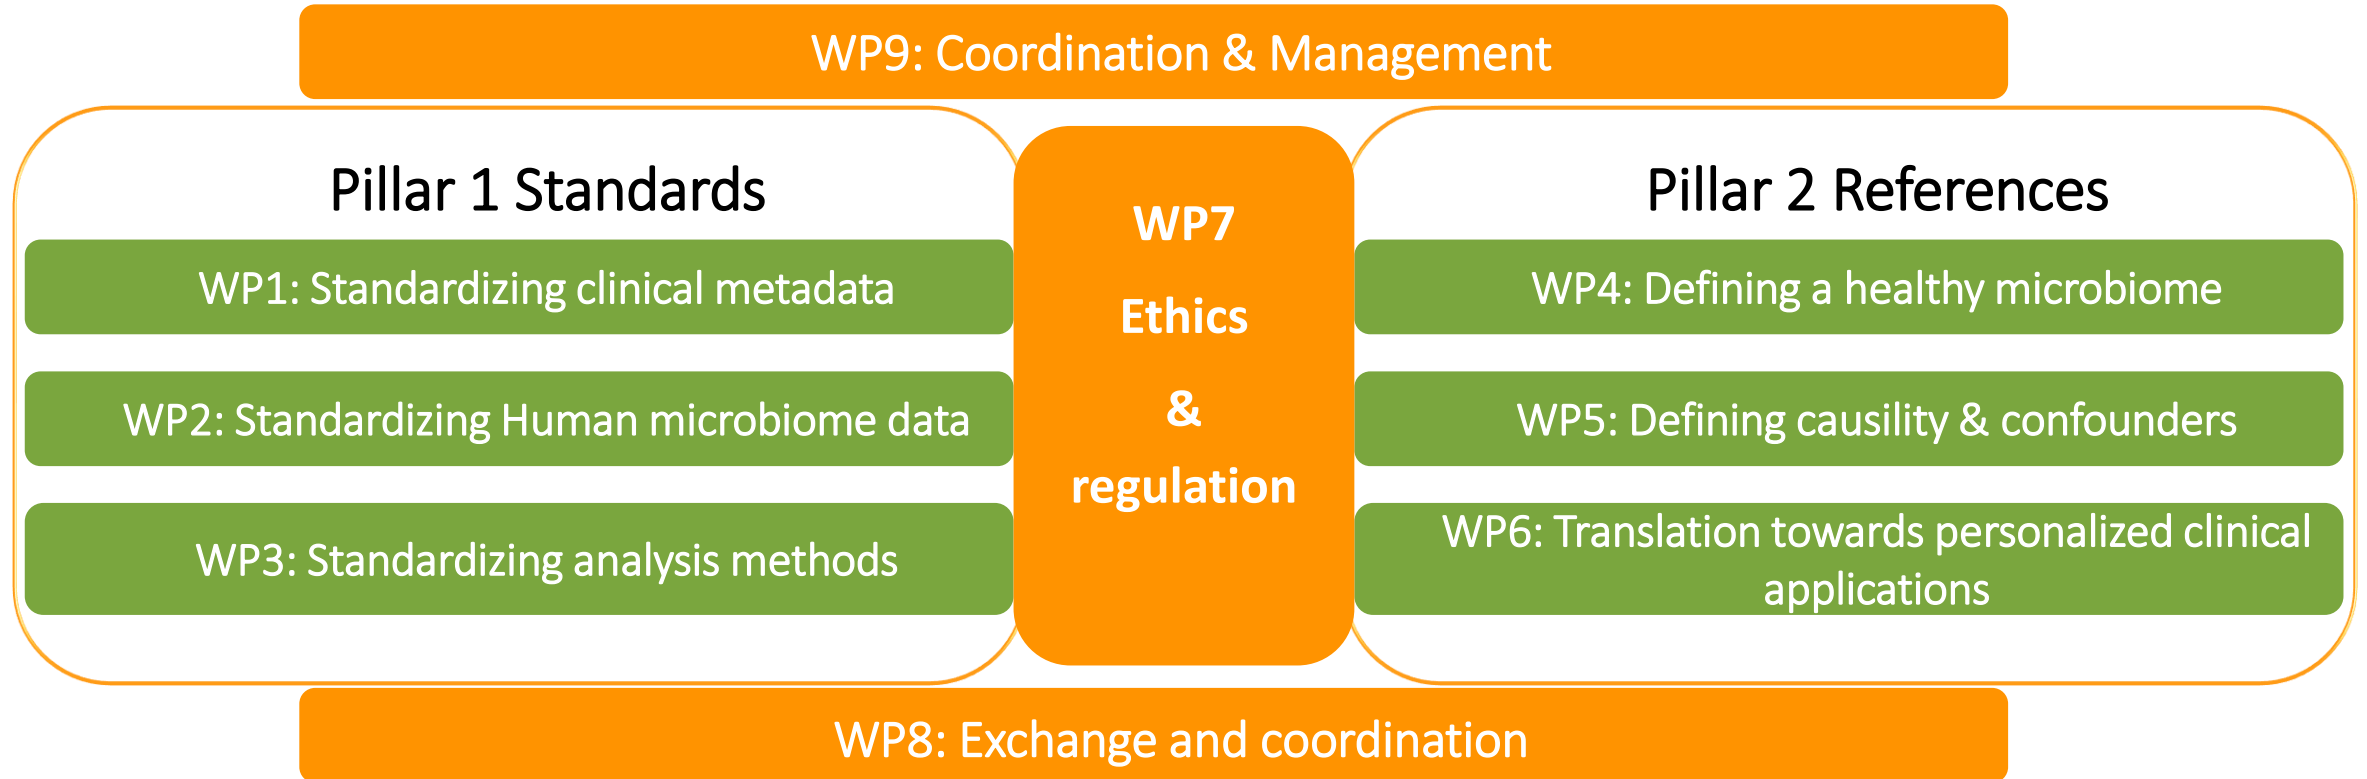 WP9: Coordination & Management
Pillar 1 Standards
WP1: Standardizing clinical metadata
WP2: Standardizing Human microbiome data
WP3: Standardizing analysis methods
WP7
Ethics
&
regulation
Pillar 2 References
WP4: Defining a healthy microbiome
WP5: Defining causility & confounders
WP6: Translation towards personalized clinical
applications
WP8: Exchange and coordination